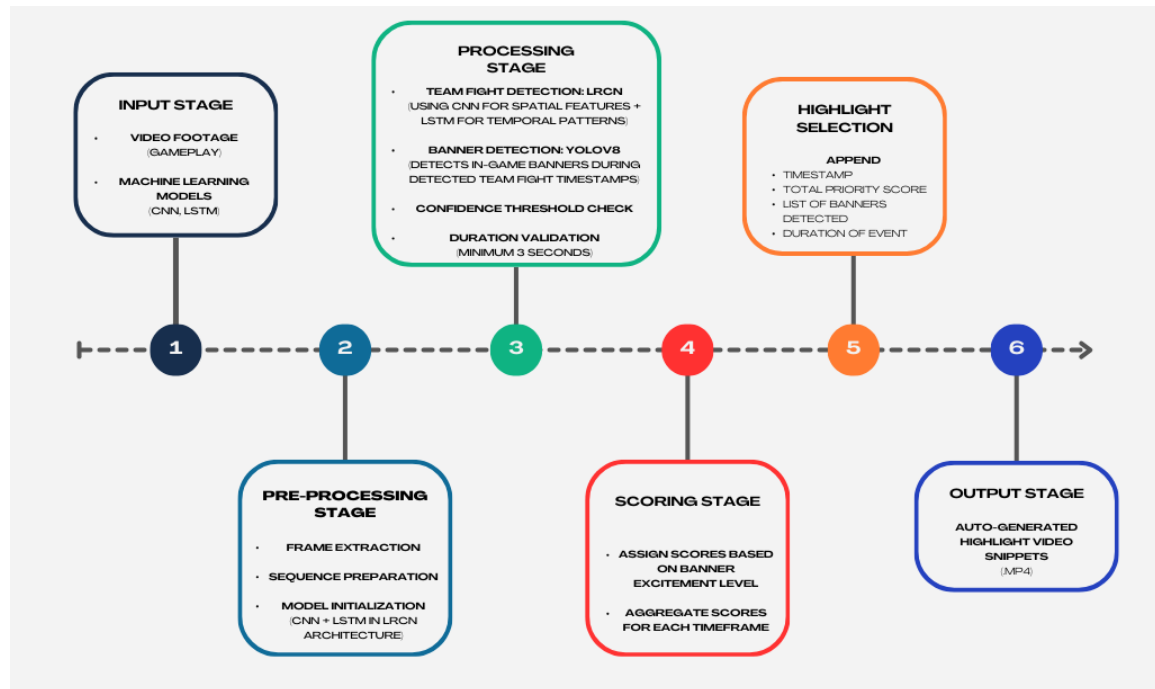 INPUT STAGE
• VIDEO FOOTAGE
(GAMEPLAY)
• MACHINE LEARNING
MODELS
(CNN, LSTM)
PROCESSING
STAGE
• TEAM FIGHT DETECTION: LRCN
(USING CNN FOR SPATIAL FEATURES +
LSTM FOR TEMPORAL PATTERNS)
• BANNER DETECTION: YOLOV8
(DETECTS IN-GAME BANNERS DURING
DETECTED TEAM FIGHT TIMESTAMPS)
• CONFIDENCE THRESHOLD CHECK
• DURATION VALIDATION
(MINIMUM 3 SECONDS)
HIGHLIGHT
SELECTION
APPEND
• TIMESTAMP
• TOTAL PRIORITY SCORE
• LIST OF BANNERS
DETECTED
• DURATION OF EVENT
1
2
3
4
5
6
PRE-PROCESSING
STAGE
• FRAME EXTRACTION
• SEQUENCE PREPARATION
• MODEL INITIALIZATION
(CNN + LSTM IN LRCN
ARCHITECTURE)
SCORING STAGE
• ASSIGN SCORES BASED
ON BANNER
EXCITEMENT LEVEL
• AGGREGATE SCORES
FOR EACH TIMEFRAME
OUTPUT STAGE
AUTO-GENERATED
HIGHLIGHT VIDEO
SNIPPETS
(.MP4)